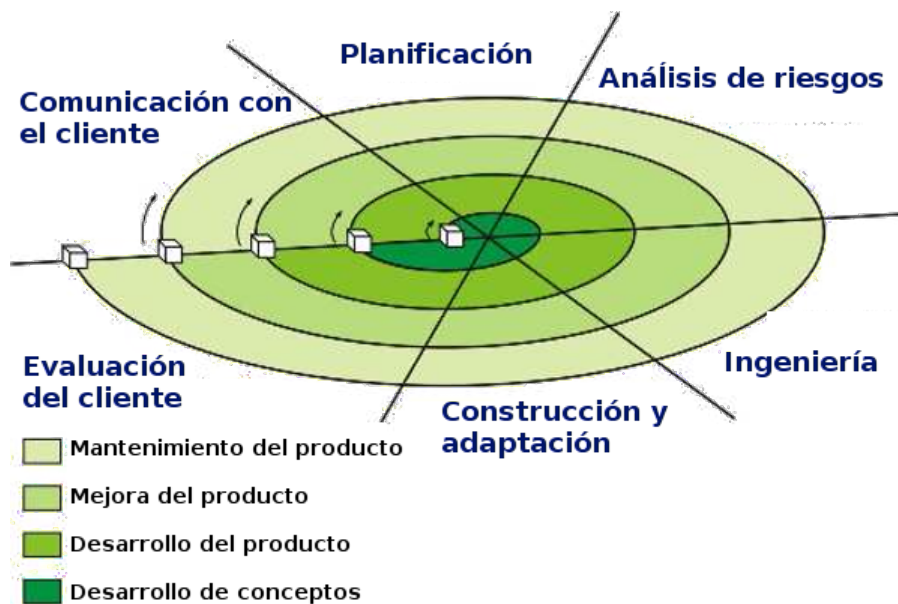 Planificación
Análisis de riesgos
Comunicación con
el cliente
Evaluación
del cliente
Ingeniería
Construcción y
adaptación
Mantenimiento del producto
Mejora del producto
Desarrollo del producto
Desarrollo de conceptos